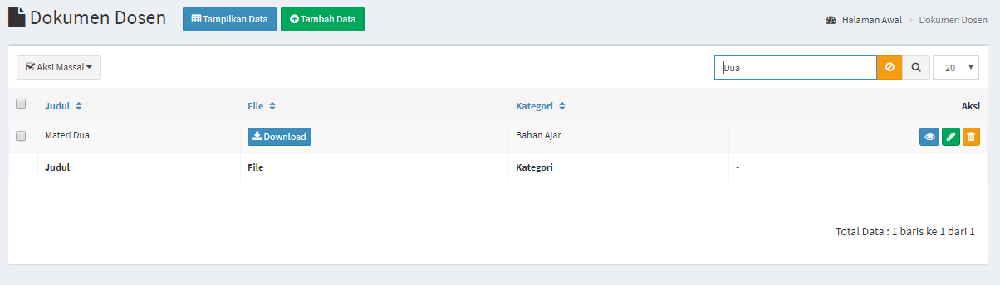 Dokumen Dosen
Tampilkan Data
Tambah Data
Halaman Awal > Dokumen Dosen
Aksi Massal
Dua
20
Judul File Kategori Aksi
Materi Dua Download Bahan Ajar
Judul File Kategori -
Total Data : 1 baris ke 1 dari 1